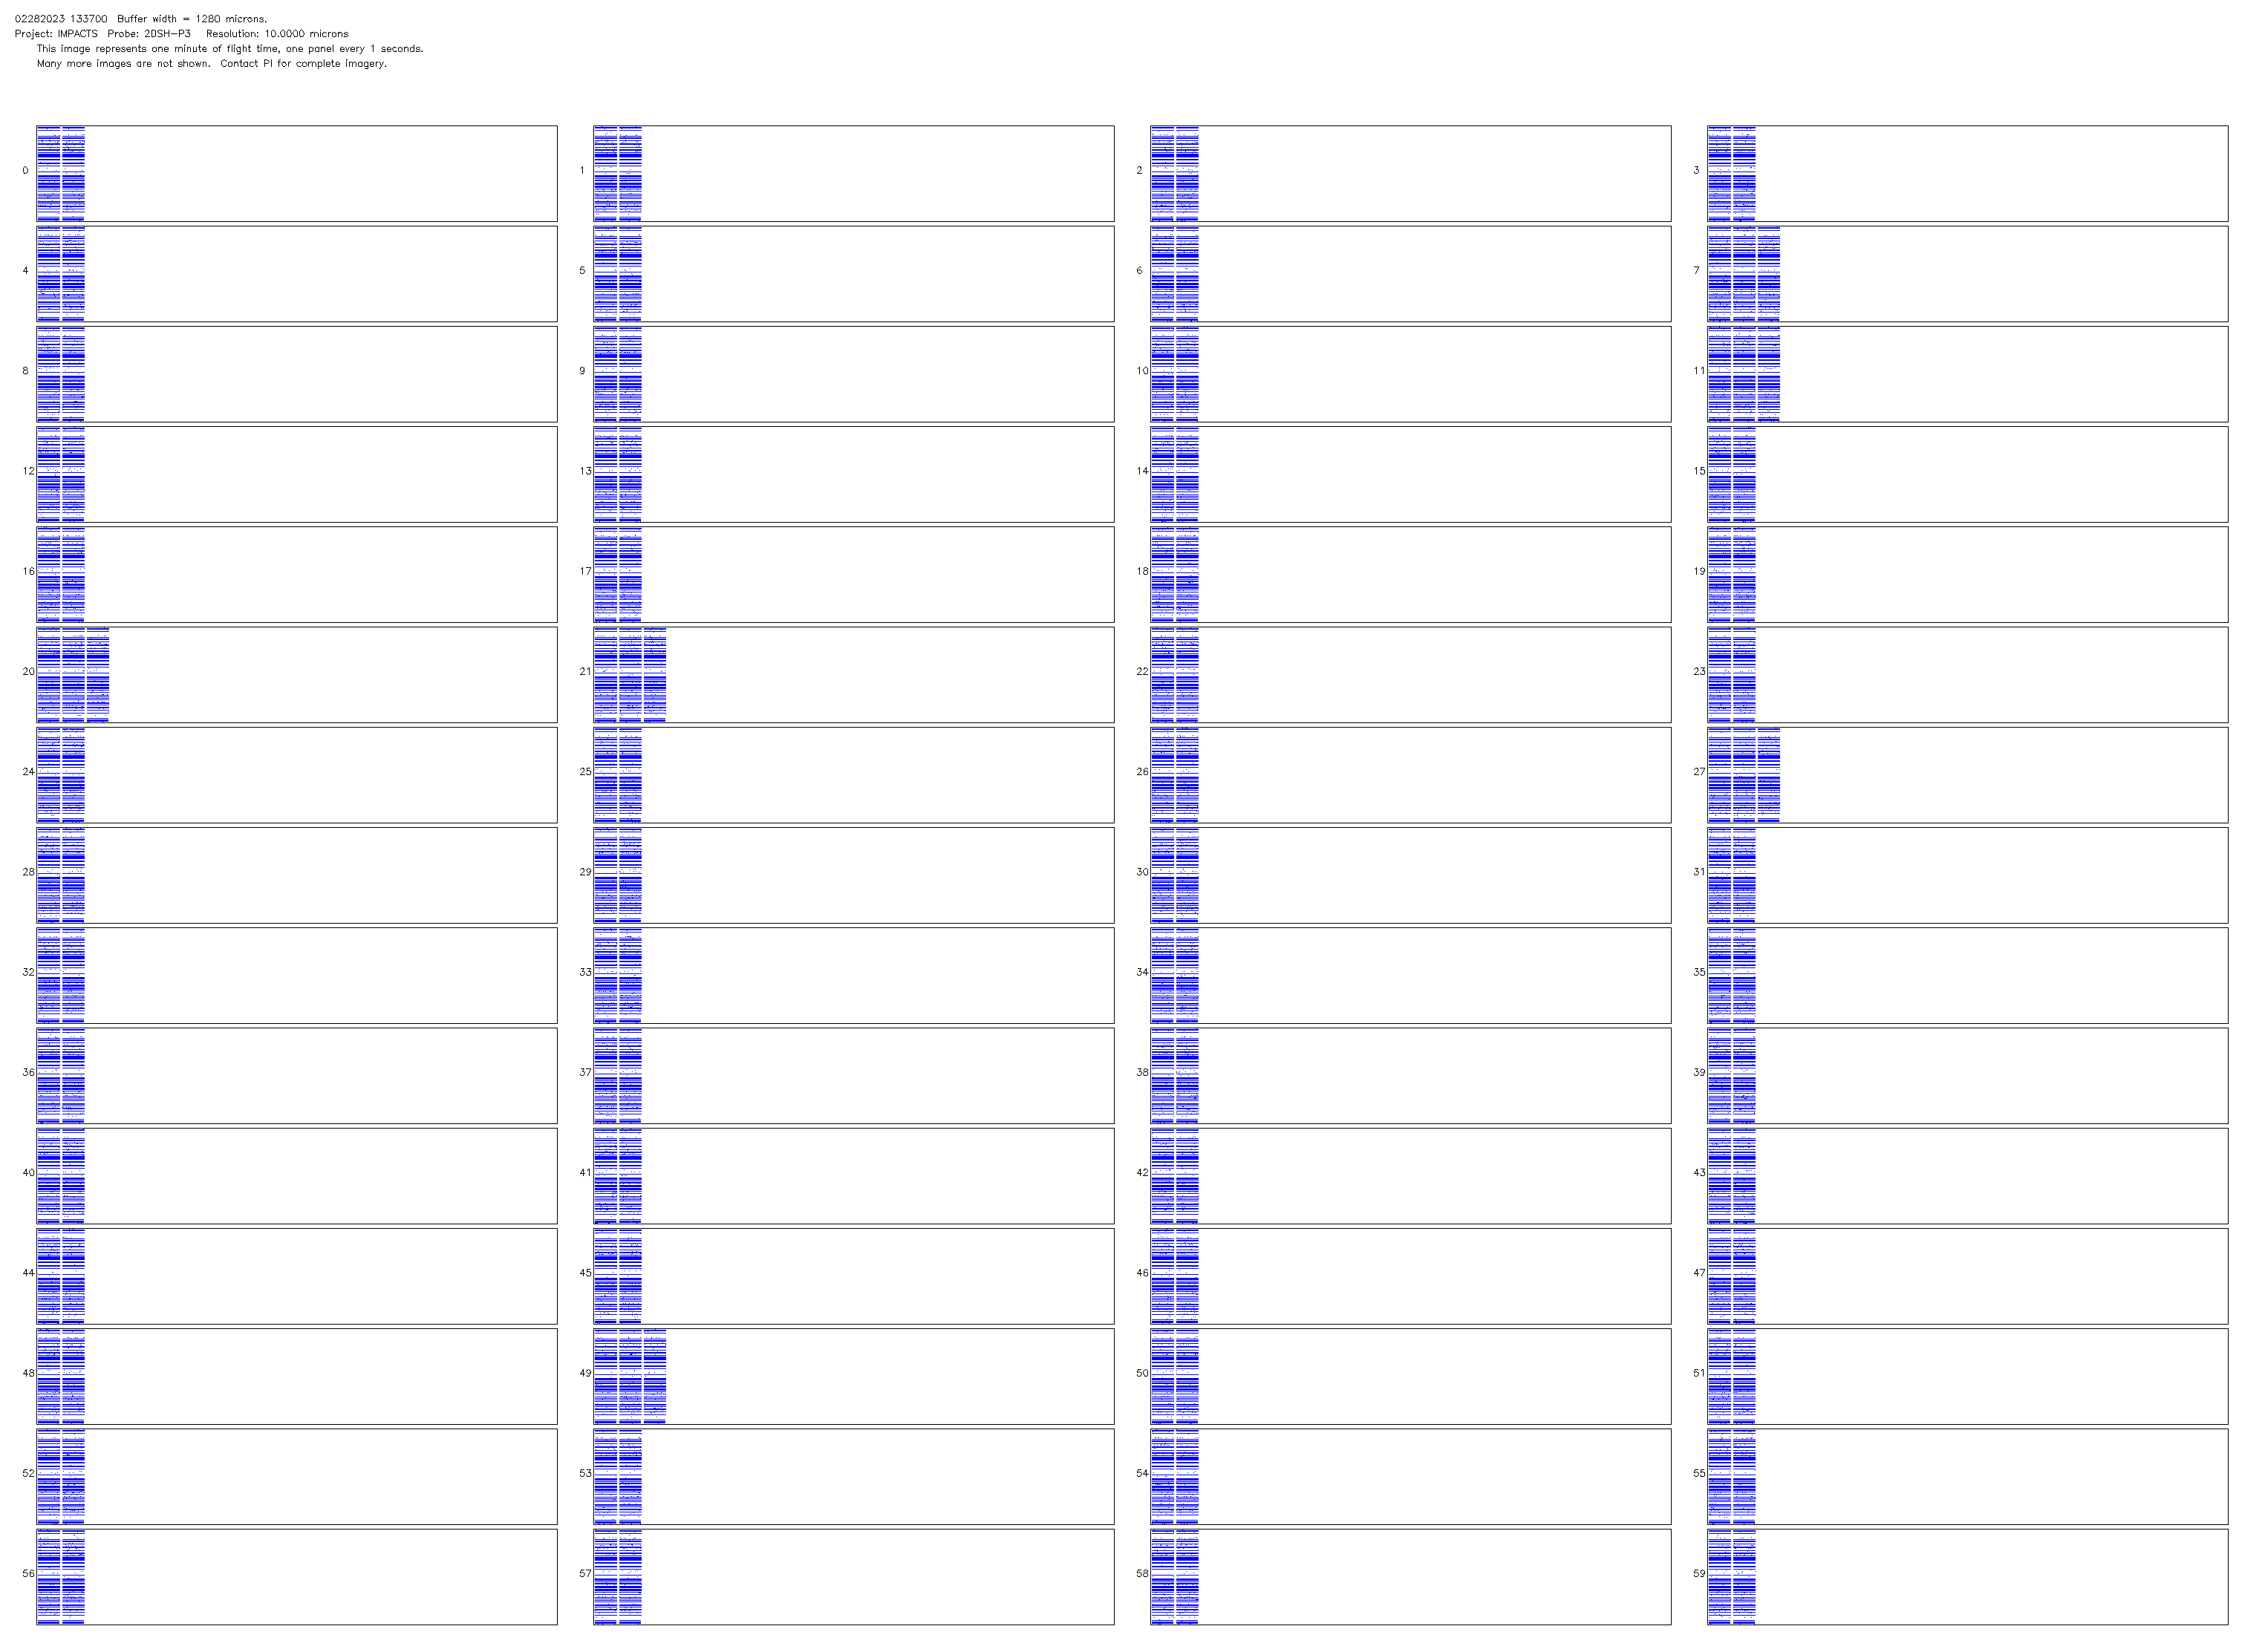 02282023 133700  Buffer width = 1280 microns.
Project: IMPACTS  Probe: 2DSH-P3    Resolution: 10.0000 microns
This image represents one minute of flight time, one panel every 1 seconds.
Many more images are not shown.  Contact PI for complete imagery.
0 1 2 3
4 5 6 7
8 9 10 11
12 13 14 15
16 17 18 19
20 21 22 23
24 25 26 27
28 29 30 31
32 33 34 35
36 37 38 39
40 41 42 43
44 45 46 47
48 49 50 51
52 53 54 55
56 57 58 59